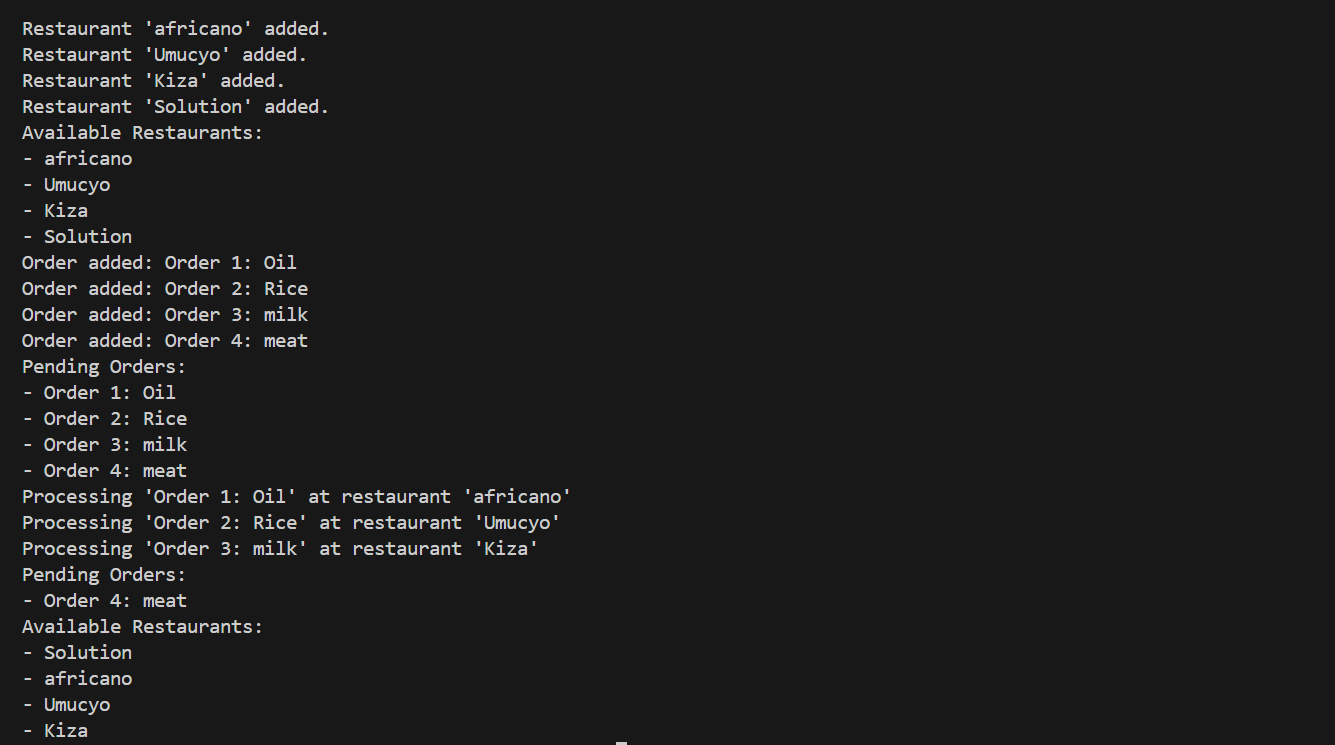 Restaurant 'africano' added.
Restaurant 'Umucyo' added.
Restaurant 'Kiza' added.
Restaurant 'Solution' added.
Available Restaurants:
- africano
- Umucyo
- Kiza
- Solution
Order added: Order 1: Oil
Order added: Order 2: Rice
Order added: Order 3: milk
Order added: Order 4: meat
Pending Orders:
- Order 1: Oil
- Order 2: Rice
- Order 3: milk
- Order 4: meat
Processing 'Order 1: Oil' at restaurant 'africano'
Processing 'Order 2: Rice' at restaurant 'Umucyo'
Processing 'Order 3: milk' at restaurant 'Kiza'
Pending Orders:
- Order 4: meat
Available Restaurants:
- Solution
- africano
- Umucyo
- Kiza